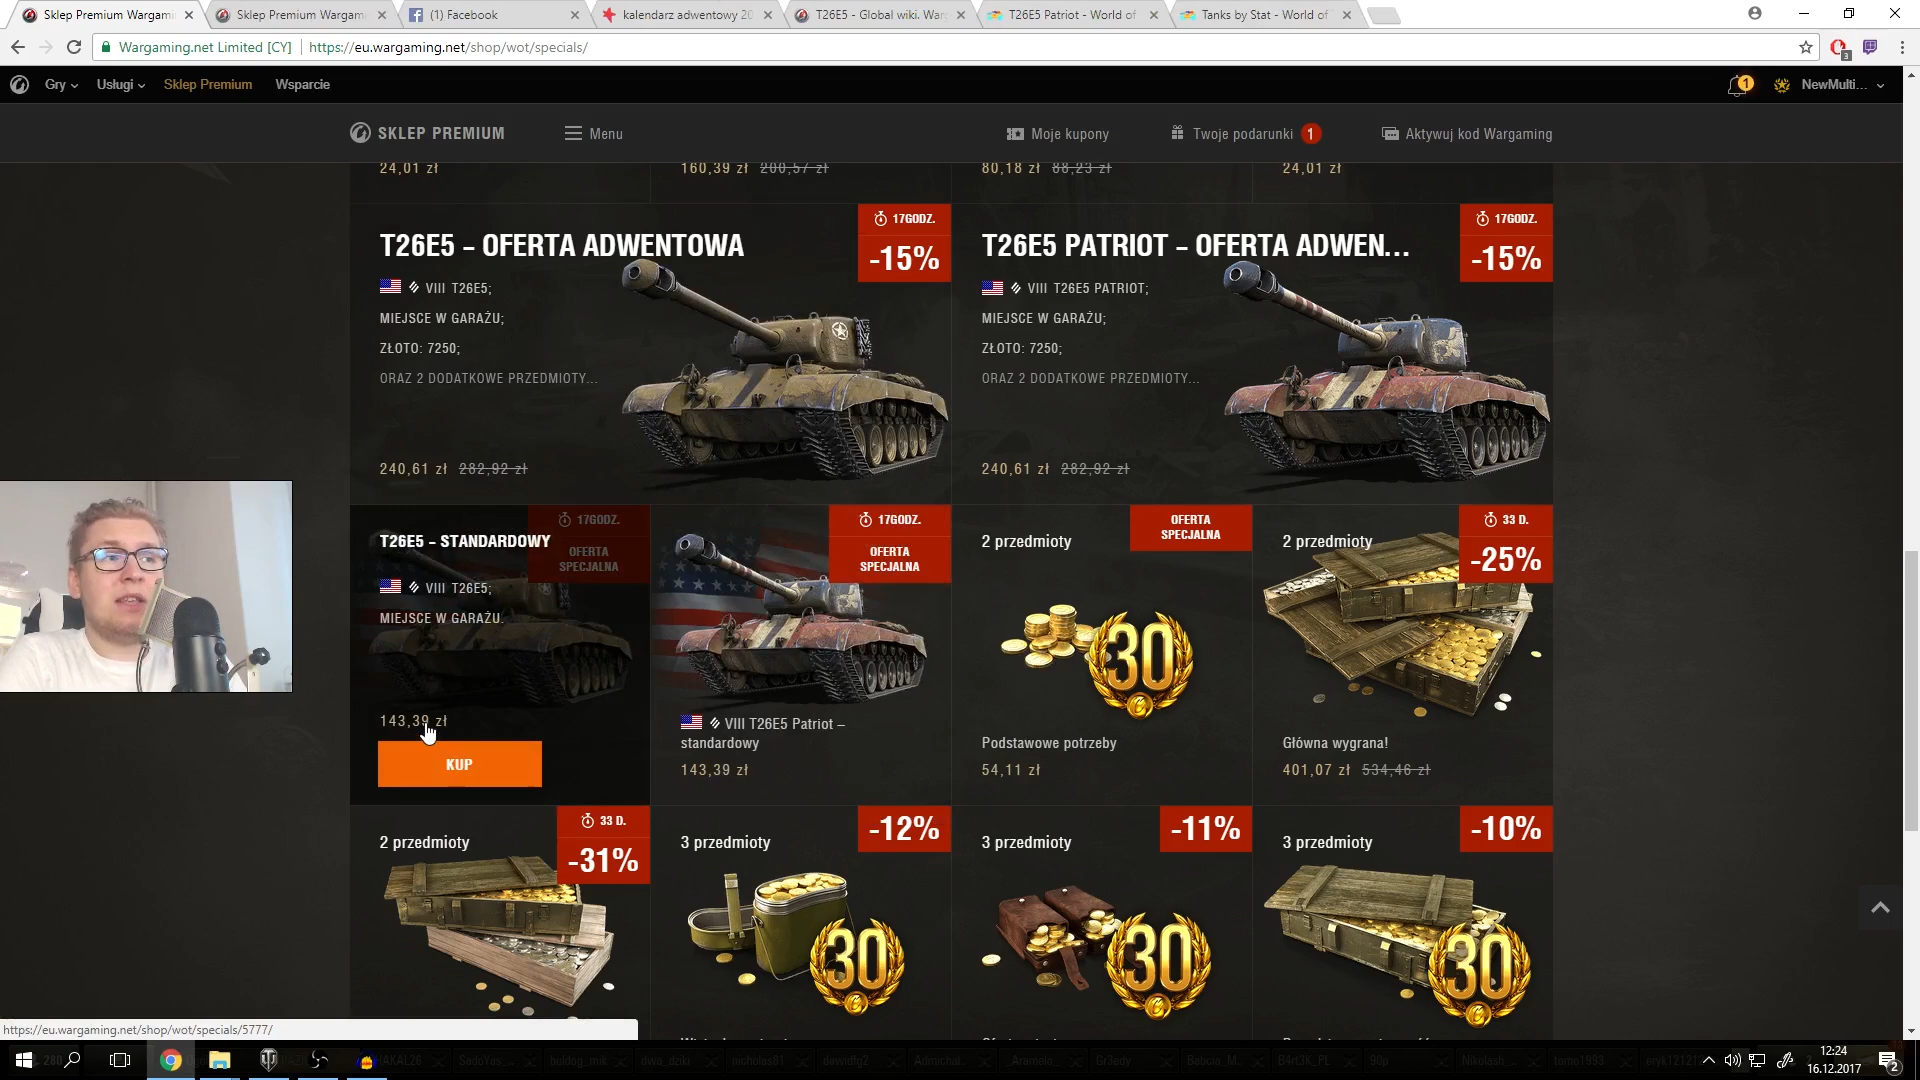 Sklep Premium Wargami
Sklep Premium Wargam
(1) Facebook
kalendarz adwentowy 20
T26E5 - Global wiki. War
T26E5 Patriot - World of
Tanks by Stat - World of
Wargaming.net Limited [CY]
https://eu.wargaming.net/shop/wot/specials/
3
Gry
Usługi
Sklep Premium
Wsparcie
1
NewMulti...
SKLEP PREMIUM
Menu
Moje kupony
Twoje podarunki 1
Aktywuj kod Wargaming
24,01 zł
160,39 zł 200,57 zł
80,18 zł 88,23 zł
24,01 zł
T26E5 – OFERTA ADWENTOWA
17GODZ.
-15%
VIII T26E5;
MIEJSCE W GARAŻU;
ZŁOTO: 7250;
ORAZ 2 DODATKOWE PRZEDMIOTY...
240,61 zł 282,92 zł
T26E5 PATRIOT – OFERTA ADWEN...
17GODZ.
-15%
VIII T26E5 PATRIOT;
MIEJSCE W GARAŻU;
ZŁOTO: 7250;
ORAZ 2 DODATKOWE PRZEDMIOTY...
240,61 zł 282,92 zł
T26E5 – STANDARDOWY
17GODZ.
OFERTA
SPECJALNA
VIII T26E5;
MIEJSCE W GARAŻU.
143,39 zł
KUP
17GODZ.
OFERTA
SPECJALNA
VIII T26E5 Patriot –
standardowy
143,39 zł
2 przedmioty
OFERTA
SPECJALNA
30
Podstawowe potrzeby
54,11 zł
2 przedmioty
33 D.
-25%
Główna wygrana!
401,07 zł 534,46 zł
2 przedmioty
33 D.
-31%
3 przedmioty
-12%
30
3 przedmioty
-11%
30
3 przedmioty
-10%
30
https://eu.wargaming.net/shop/wot/specials/5777/
12:24
16.12.2017
2